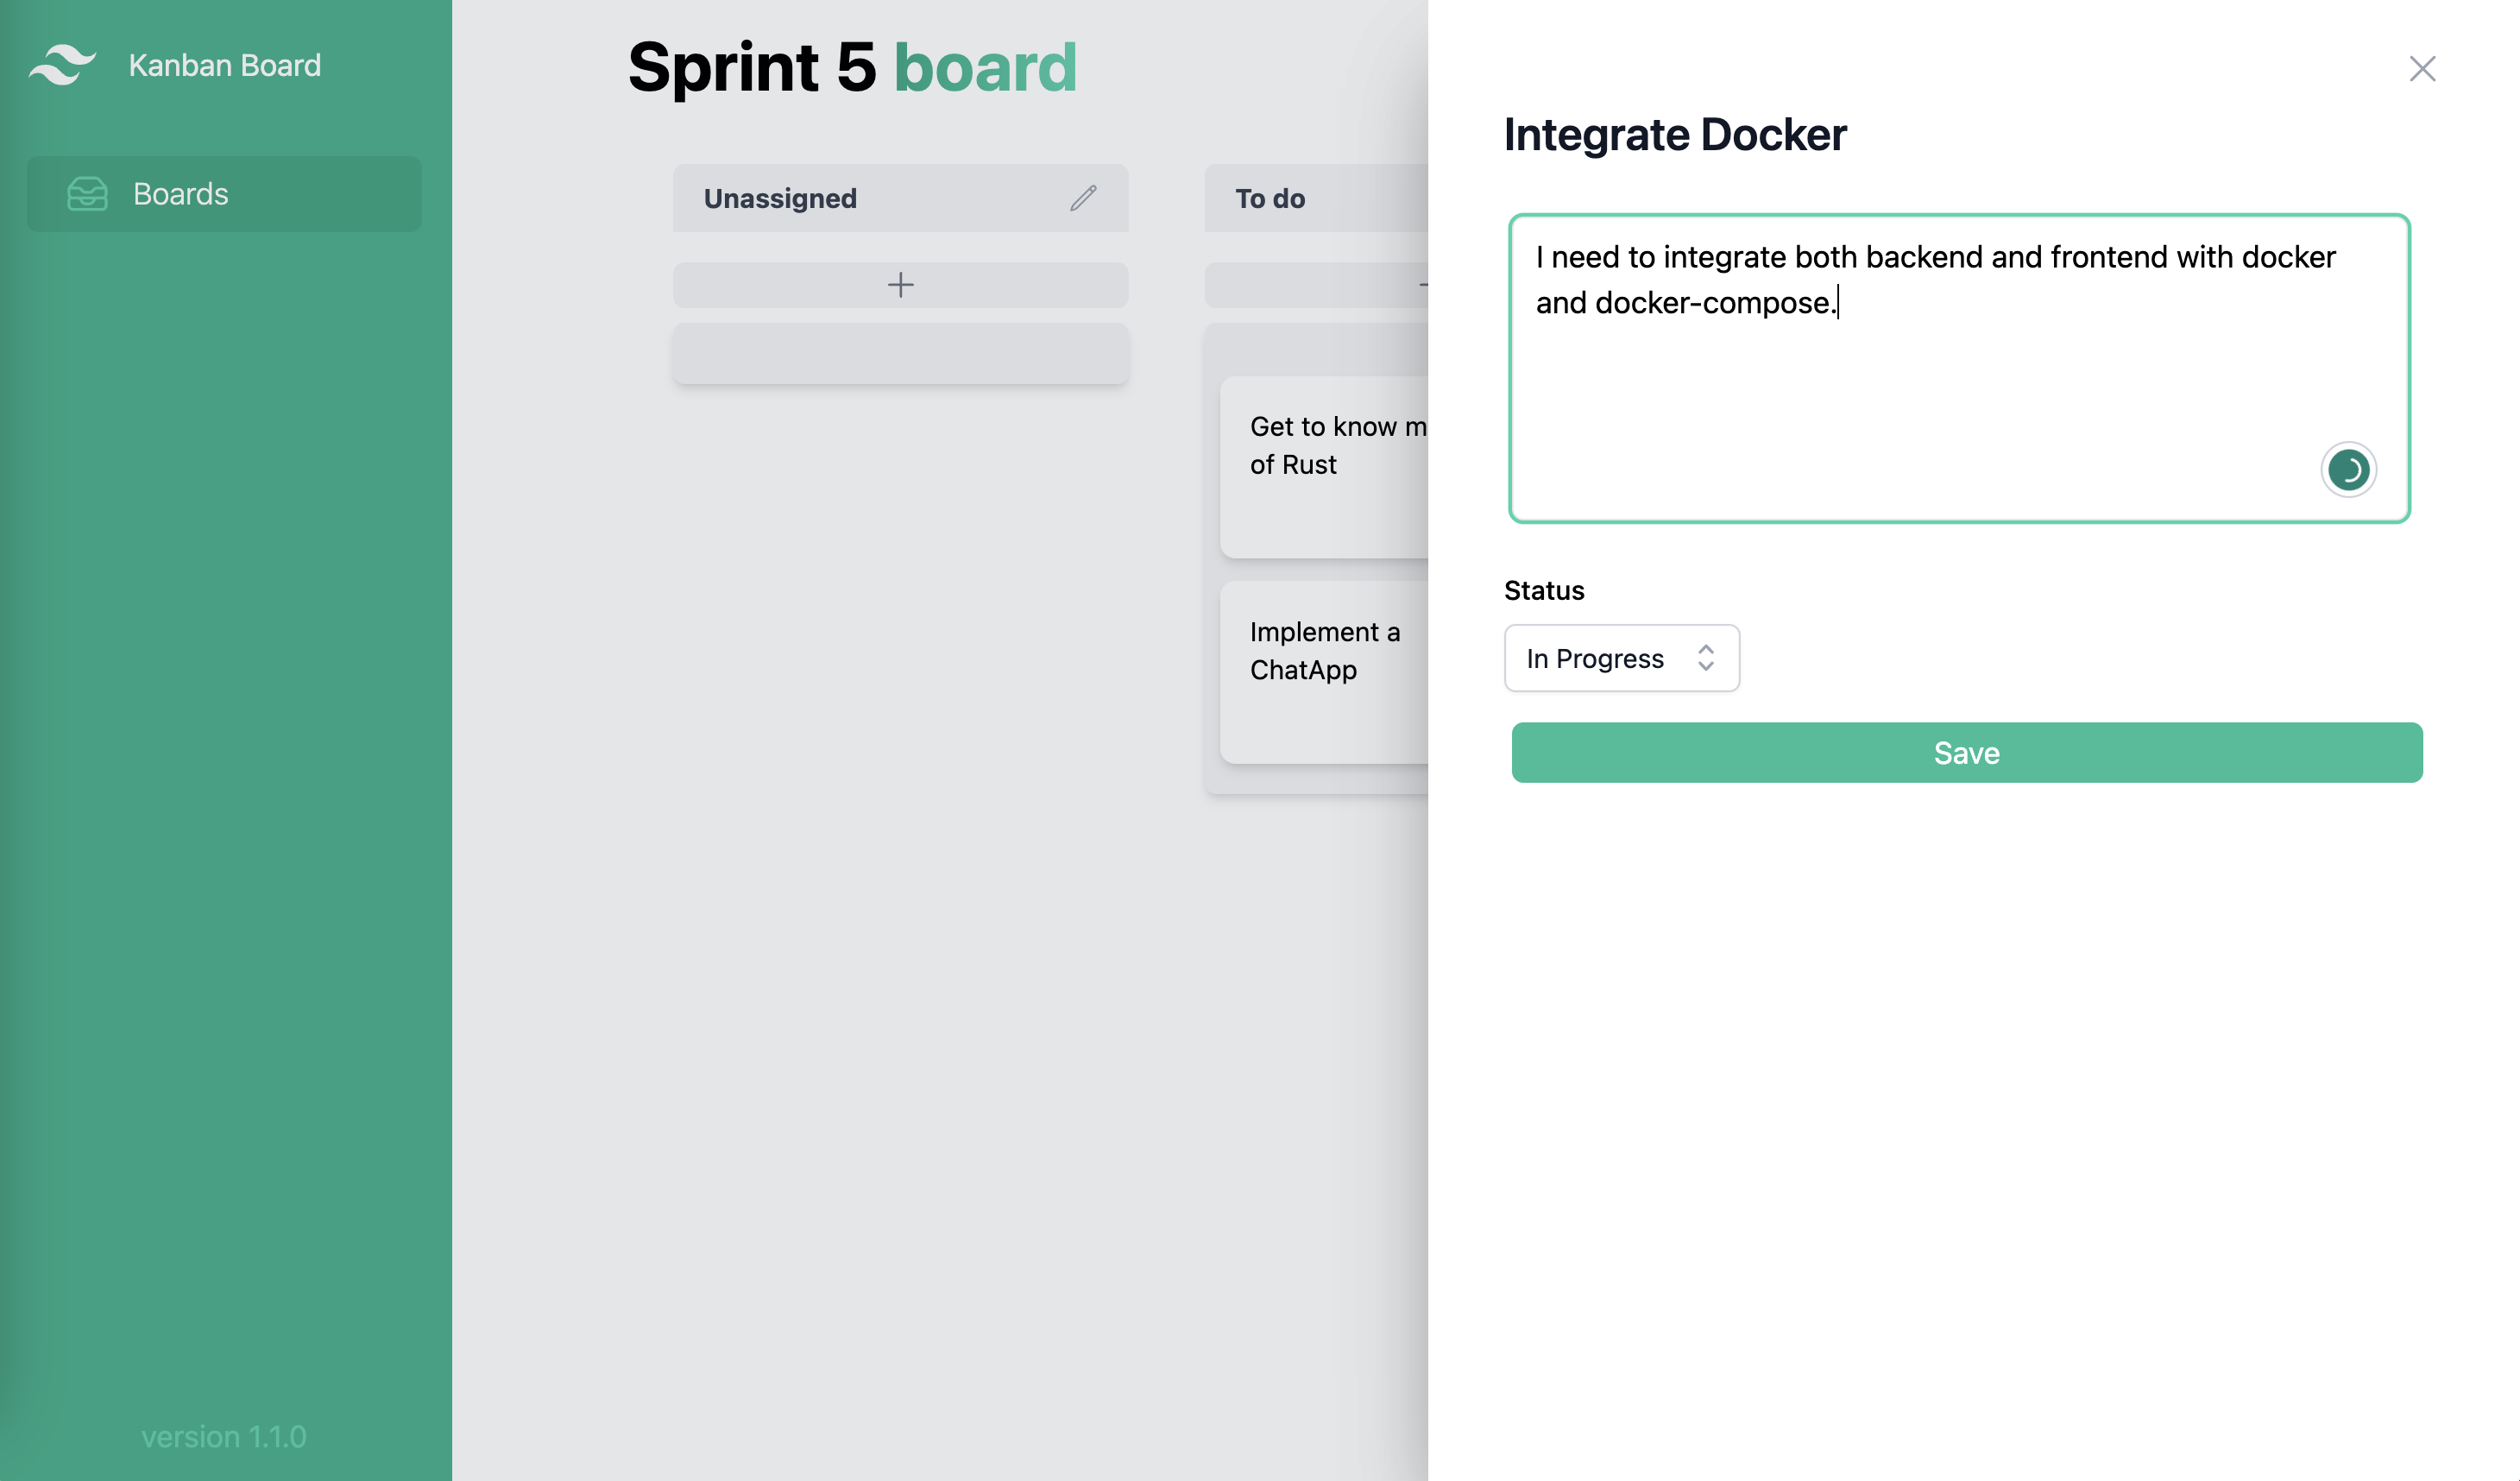 Kanban Board
Boards
version 1.1.0
Sprint 5 board
Unassigned
To do
Get to know
of Rust
Implement a
ChatApp
Integrate Docker
I need to integrate both backend and frontend with docker
and docker-compose.
Status
In Progress
Save